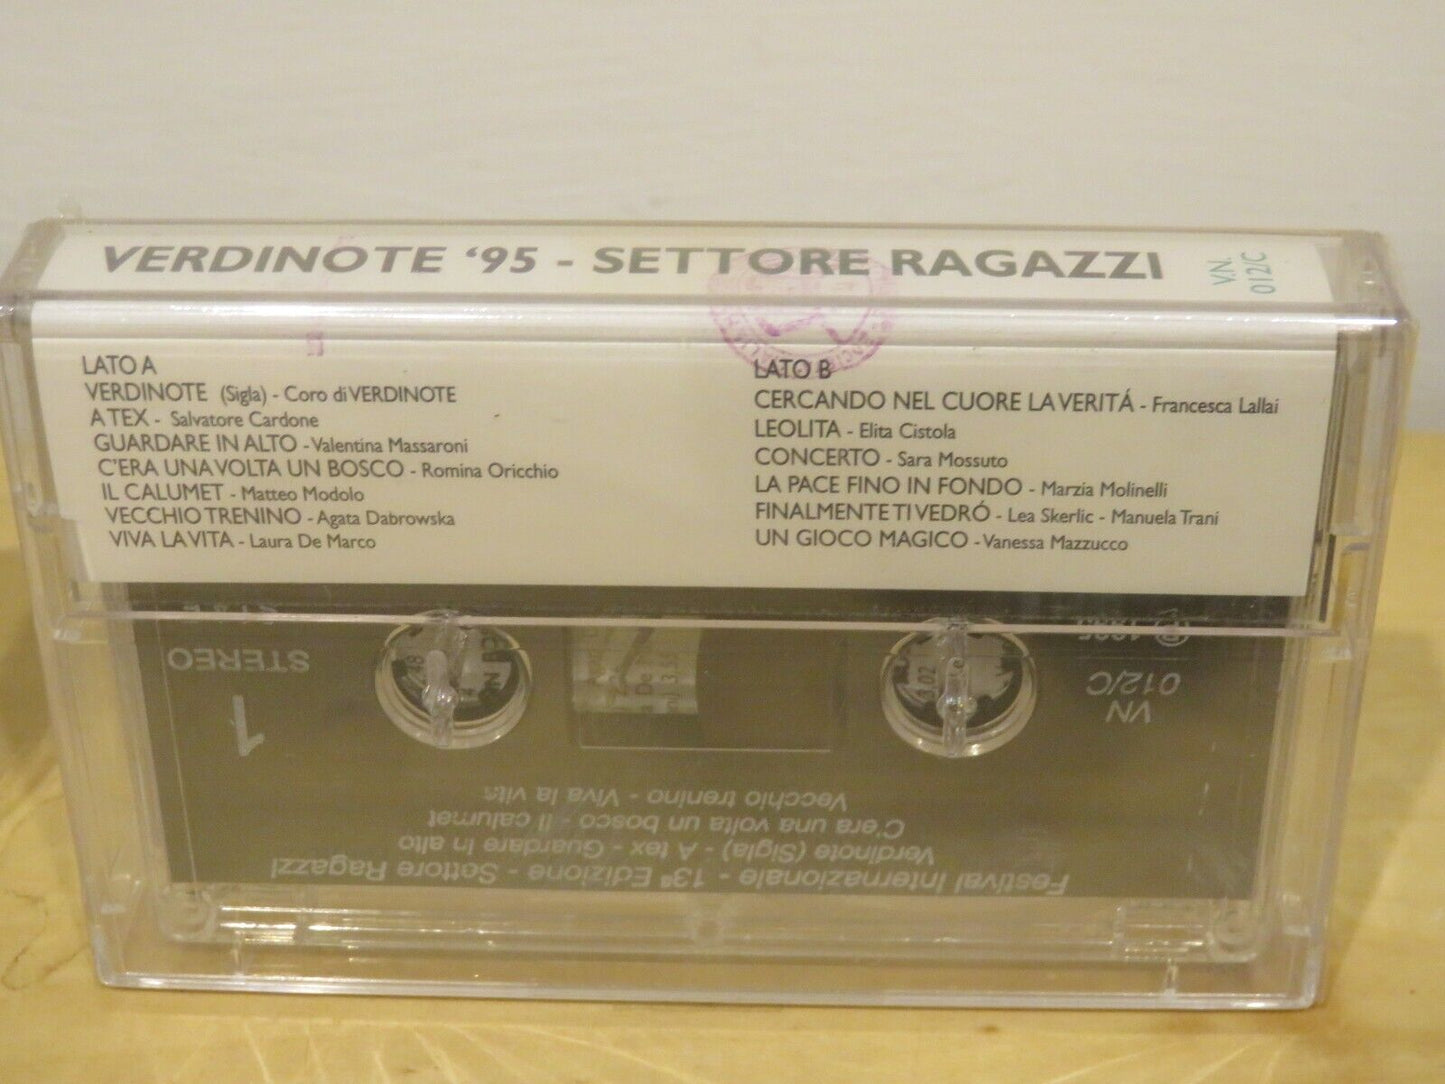 VERDINOTE ‘95 - SETTORE RAGAZZI
V.N.
012/C
LATO A
VERDINOTE (Sigla) - Coro di VERDINOTE
A TEX - Salvatore Cardone
GUARDARE IN ALTO - Valentina Massaroni
C'ERA UNA VOLTA UN BOSCO - Romina Oricchio
IL CALUMET - Matteo Modolo
VECCHIO TRENINO - Agata Dabrowska
VIVA LA VITA - Laura De Marco
LATO B
CERCANDO NEL CUORE LA VERITÁ - Francesca Lallai
LEOLITA - Elita Cistola
CONCERTO - Sara Mossuto
LA PACE FINO IN FONDO - Marzia Molinelli
FINALMENTE TI VEDRÓ - Lea Skerlic - Manuela Trani
UN GIOCO MAGICO - Vanessa Mazzucco
Festival Internazionale - 13ª Edizione - Settore Ragazzi
Verdinote (Sigla) - A tex - Guardare in alto
C'era una volta un bosco - Il calumet
Vecchio trenino - Viva la vita
VN
012/C
℗ 1995
1
STEREO